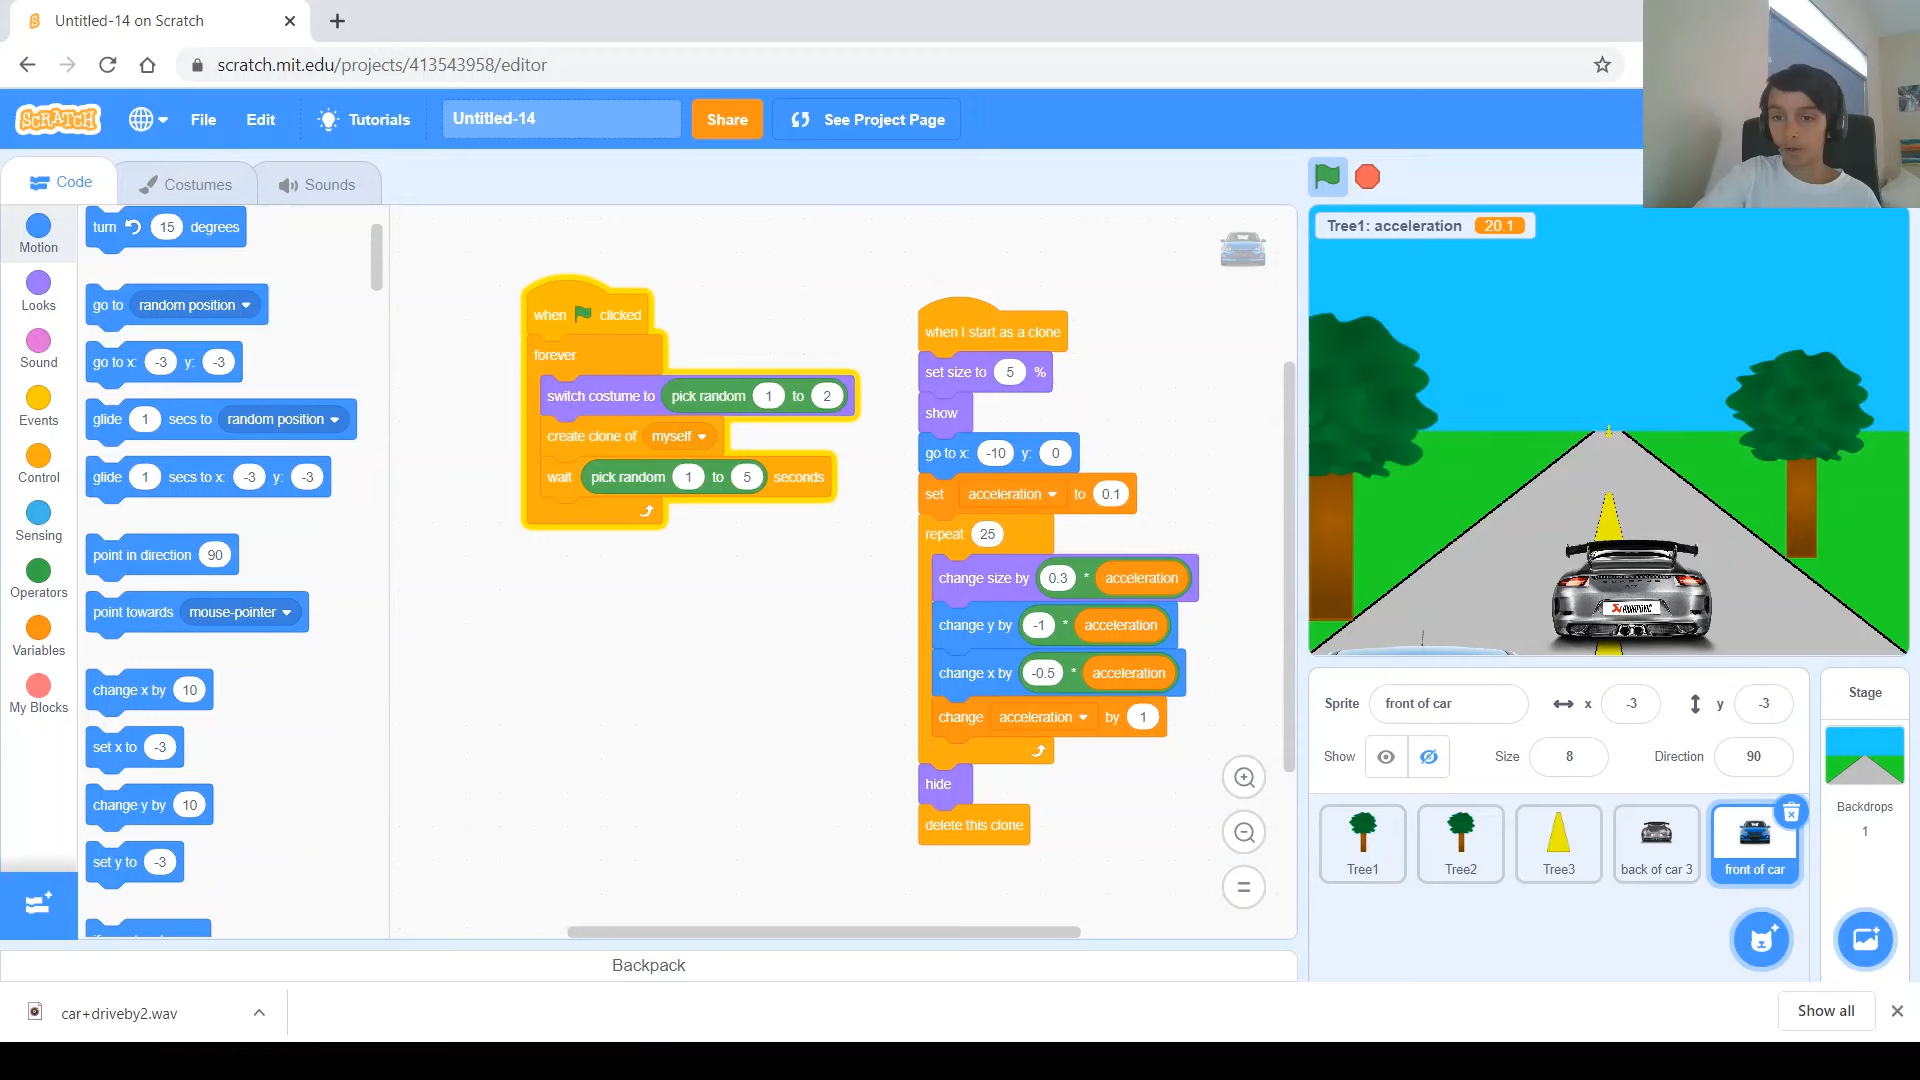 Untitled-14 on Scratch
scratch.mit.edu/projects/413543958/editor
SCRATCH
File
Edit
Tutorials
Untitled-14
Share
See Project Page
Code
Costumes
Sounds
Motion
Looks
Sound
Events
Control
Sensing
Operators
Variables
My Blocks
turn 15 degrees
go to random position
go to x: -3 y: -3
glide 1 secs to random position
glide 1 secs to x: -3 y: -3
point in direction 90
point towards mouse-pointer
change x by 10
set x to -3
change y by 10
set y to -3
when clicked
forever
switch costume to pick random 1 to 2
create clone of myself
wait pick random 1 to 5 seconds
when I start as a clone
set size to 5 %
show
go to x: -10 y: 0
set acceleration to 0.1
repeat 25
change size by 0.3 * acceleration
change y by -1 * acceleration
change x by -0.5 * acceleration
change acceleration by 1
hide
delete this clone
Tree1: acceleration 20.1
Sprite front of car x -3 y -3
Show Size 8 Direction 90
Tree1
Tree2
Tree3
back of car 3
front of car
Stage
Backdrops
1
Backpack
car+driveby2.wav
Show all